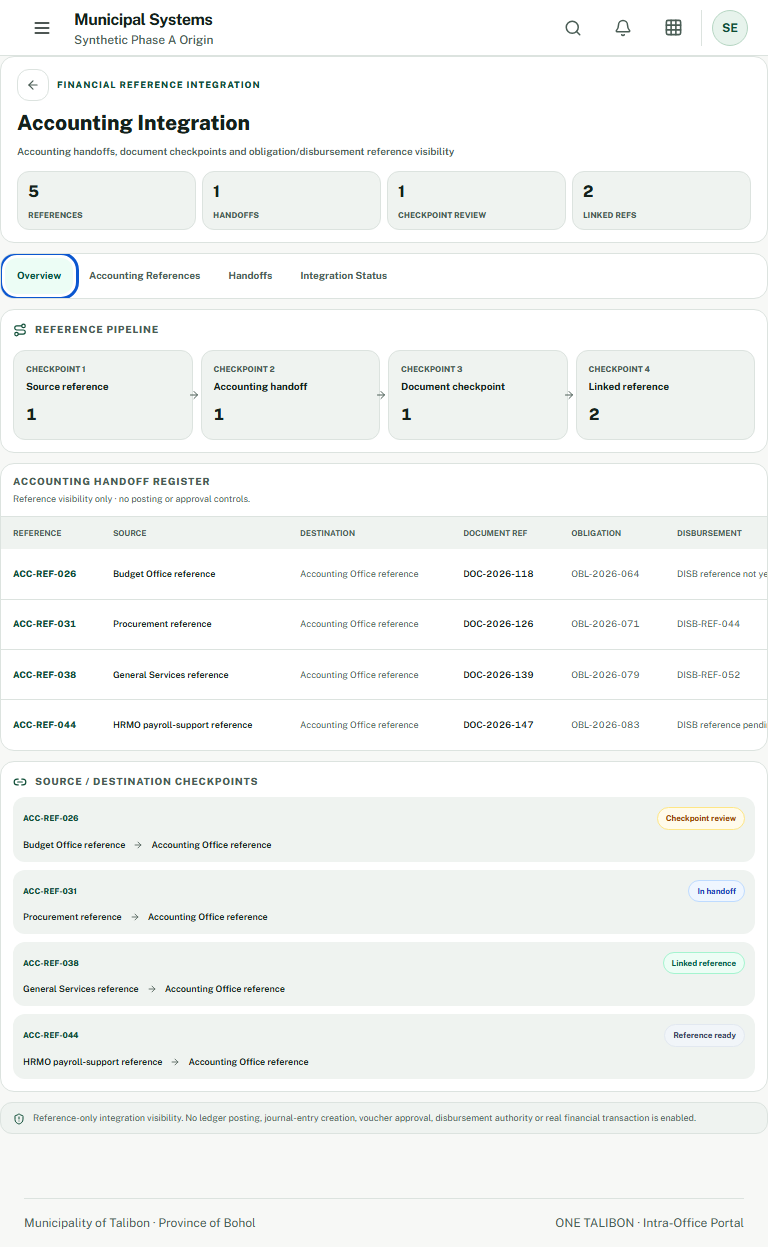 Municipal Systems
Synthetic Phase A Origin
SE
FINANCIAL REFERENCE INTEGRATION
Accounting Integration
Accounting handoffs, document checkpoints and obligation/disbursement reference visibility
5
REFERENCES
1
HANDOFFS
1
CHECKPOINT REVIEW
2
LINKED REFS
Overview
Accounting References
Handoffs
Integration Status
REFERENCE PIPELINE
CHECKPOINT 1
Source reference
1
CHECKPOINT 2
Accounting handoff
1
CHECKPOINT 3
Document checkpoint
1
CHECKPOINT 4
Linked reference
2
ACCOUNTING HANDOFF REGISTER
Reference visibility only · no posting or approval controls.
REFERENCE SOURCE DESTINATION DOCUMENT REF OBLIGATION DISBURSEMENT
ACC-REF-026 Budget Office reference Accounting Office reference DOC-2026-118 OBL-2026-064 DISB reference not ye
ACC-REF-031 Procurement reference Accounting Office reference DOC-2026-126 OBL-2026-071 DISB-REF-044
ACC-REF-038 General Services reference Accounting Office reference DOC-2026-139 OBL-2026-079 DISB-REF-052
ACC-REF-044 HRMO payroll-support reference Accounting Office reference DOC-2026-147 OBL-2026-083 DISB reference pendi
SOURCE / DESTINATION CHECKPOINTS
ACC-REF-026 Checkpoint review
Budget Office reference → Accounting Office reference
ACC-REF-031 In handoff
Procurement reference → Accounting Office reference
ACC-REF-038 Linked reference
General Services reference → Accounting Office reference
ACC-REF-044 Reference ready
HRMO payroll-support reference → Accounting Office reference
Reference-only integration visibility. No ledger posting, journal-entry creation, voucher approval, disbursement authority or real financial transaction is enabled.
Municipality of Talibon · Province of Bohol
ONE TALIBON · Intra-Office Portal